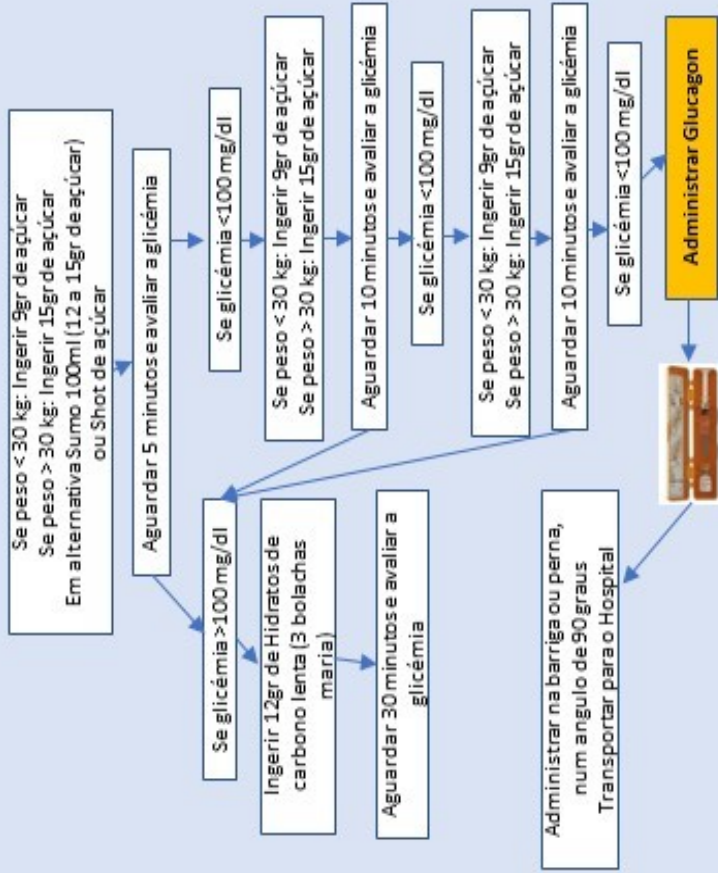 Se peso < 30 kg: Ingerir 9gr de açúcar
Se peso > 30 kg: Ingerir 15gr de açúcar
Em alternativa Sumo 100ml (12 a 15gr de açúcar)
ou Shot de açúcar
Aguardar 5 minutos e avaliar a glicémia
Se glicémia <100 mg/dl
Se peso < 30 kg: Ingerir 9gr de açúcar
Se peso > 30 kg: Ingerir 15gr de açúcar
Aguardar 10 minutos e avaliar a glicémia
Se glicémia <100 mg/dl
Se peso < 30 kg: Ingerir 9gr de açúcar
Se peso > 30 kg: Ingerir 15gr de açúcar
Aguardar 10 minutos e avaliar a glicémia
Se glicémia <100 mg/dl
Administrar Glucagon
Se glicémia >100 mg/dl
Ingerir 12gr de Hidratos de
carbono lenta (3 bolachas
maria)
Aguardar 30 minutos e avaliar a
glicémia
Administrar na barriga ou perna,
num angulo de 90 graus
Transportar para o Hospital